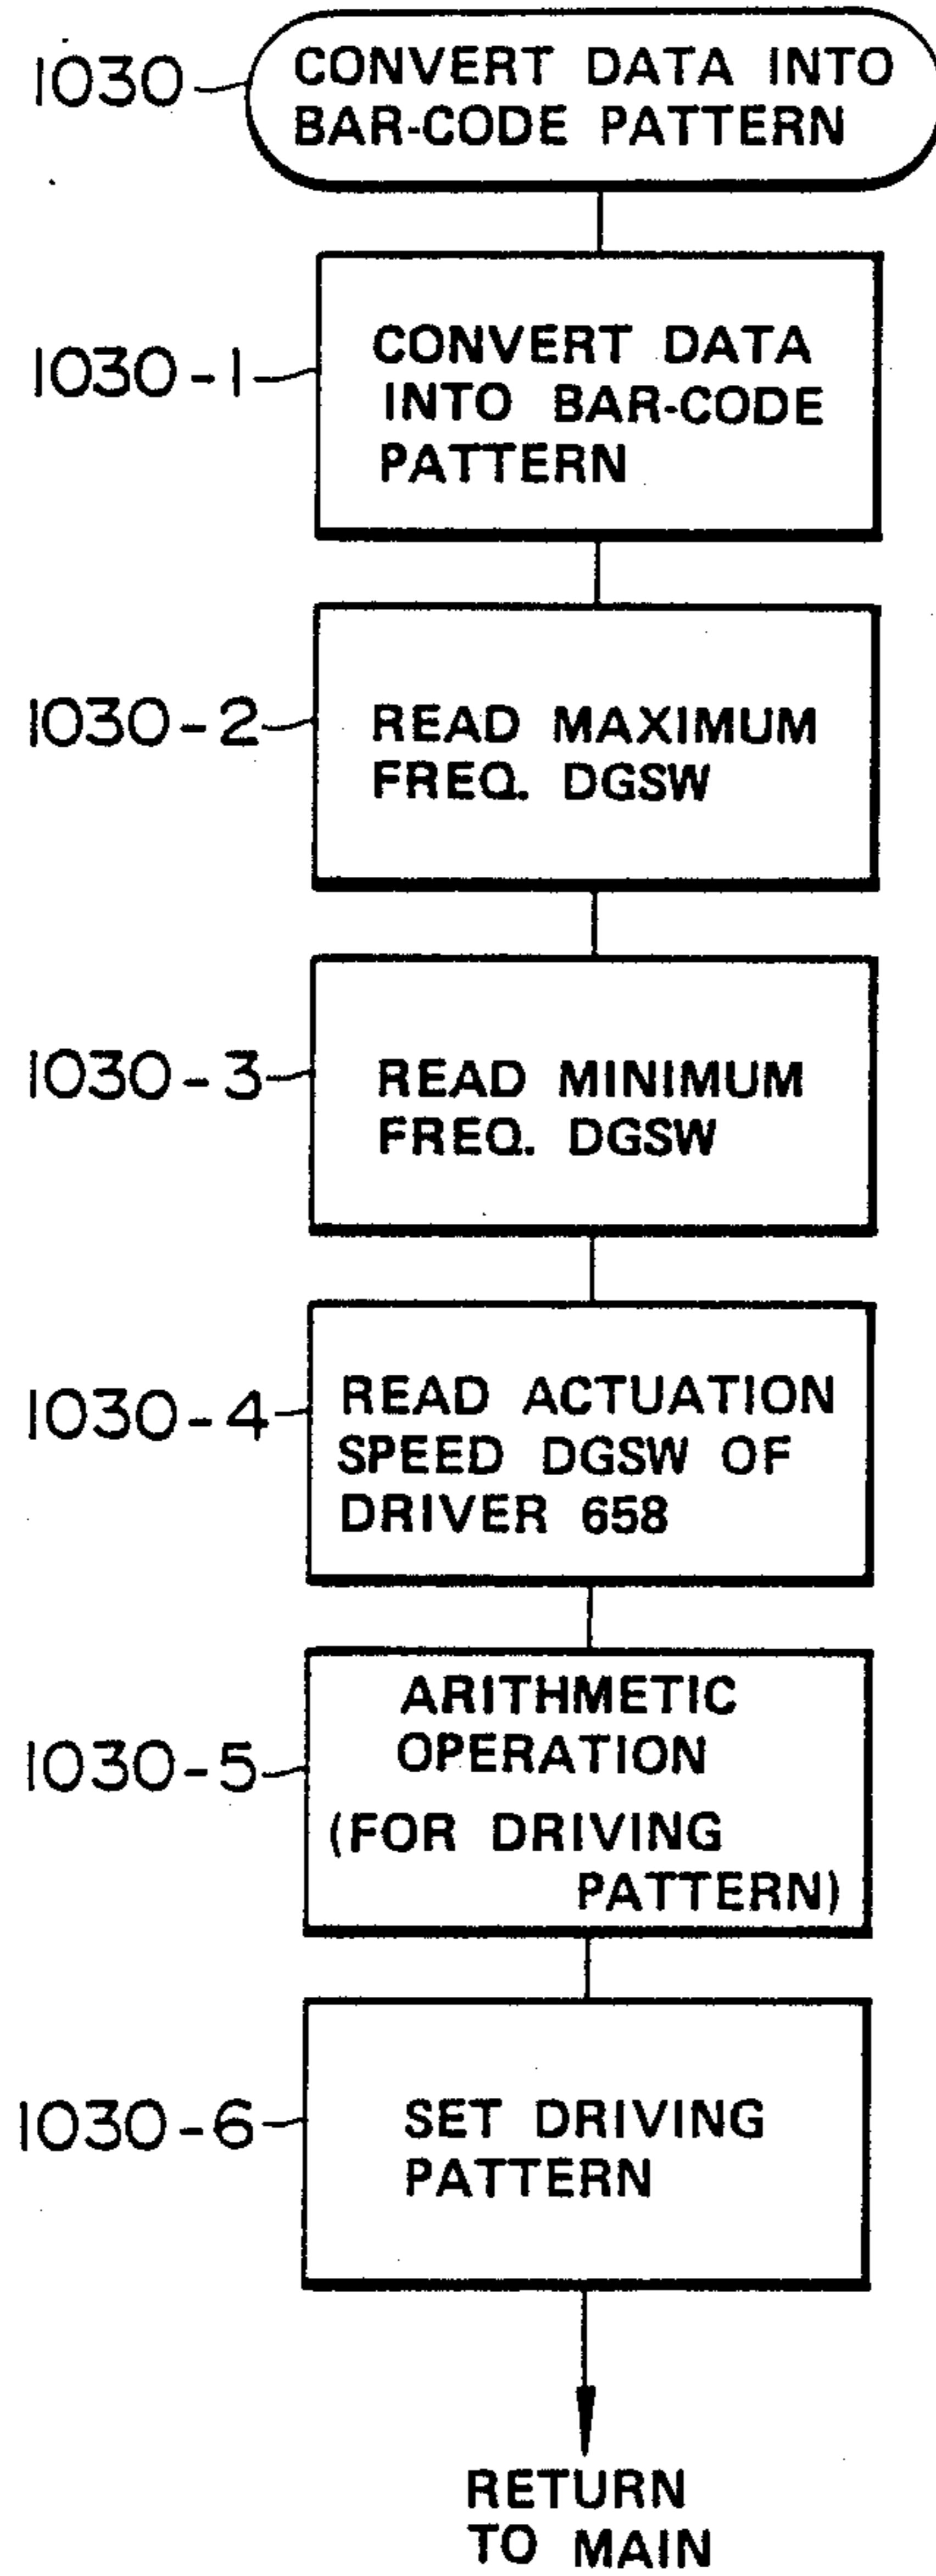 1030
CONVERT DATA INTO
BAR-CODE PATTERN
1030-1
CONVERT DATA
INTO BAR-CODE
PATTERN
1030-2
READ MAXIMUM
FREQ. DGSW
1030-3
READ MINIMUM
FREQ. DGSW
1030-4
READ ACTUATION
SPEED DGSW OF
DRIVER 658
1030-5
ARITHMETIC
OPERATION
(FOR DRIVING
PATTERN)
1030-6
SET DRIVING
PATTERN
RETURN
TO MAIN